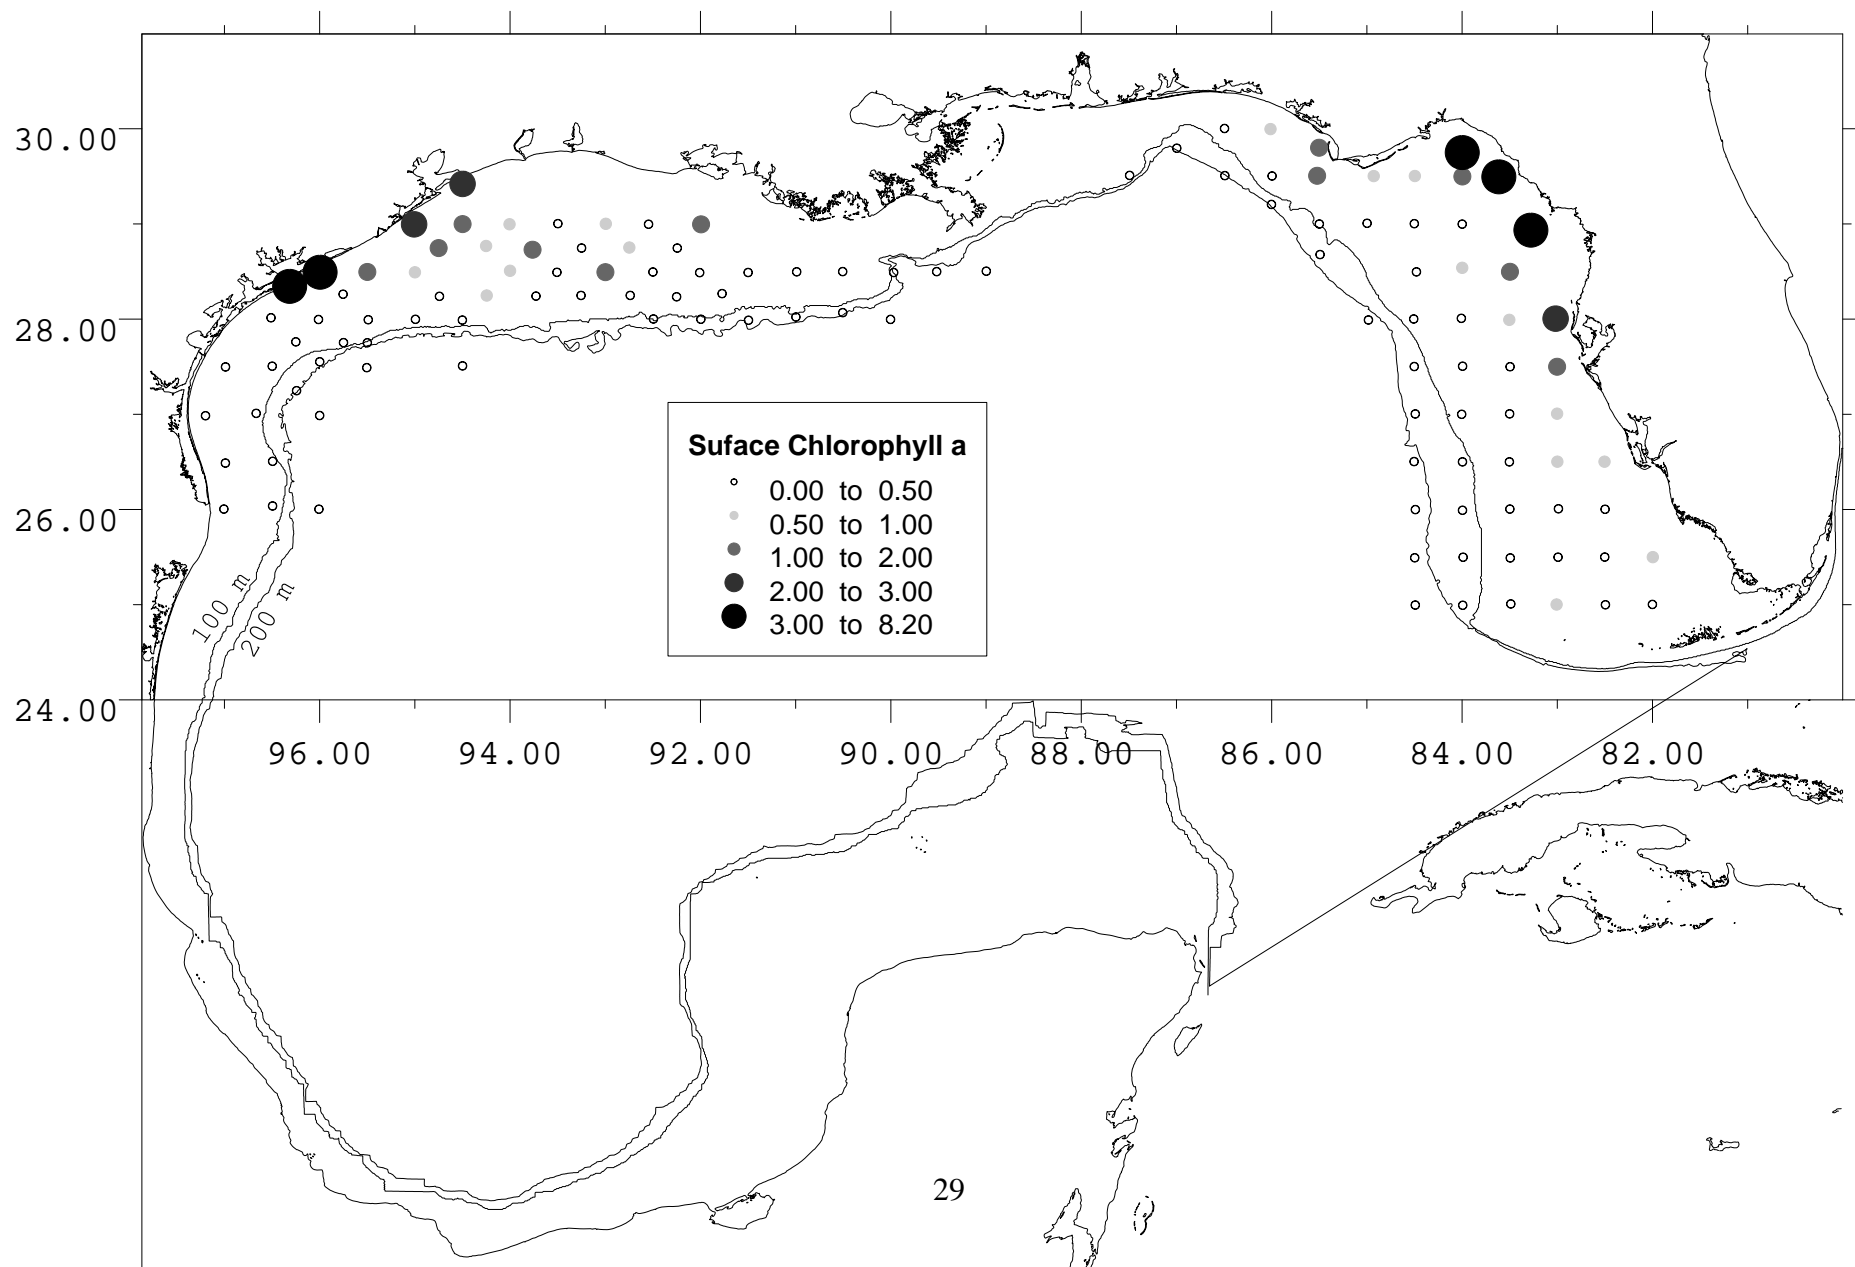 30.00
28.00
26.00
24.00
100 m
200 m
Suface Chlorophyll a
0.00 to 0.50
0.50 to 1.00
1.00 to 2.00
2.00 to 3.00
3.00 to 8.20
96.00 94.00 92.00 90.00 88.00 86.00 84.00 82.00
29